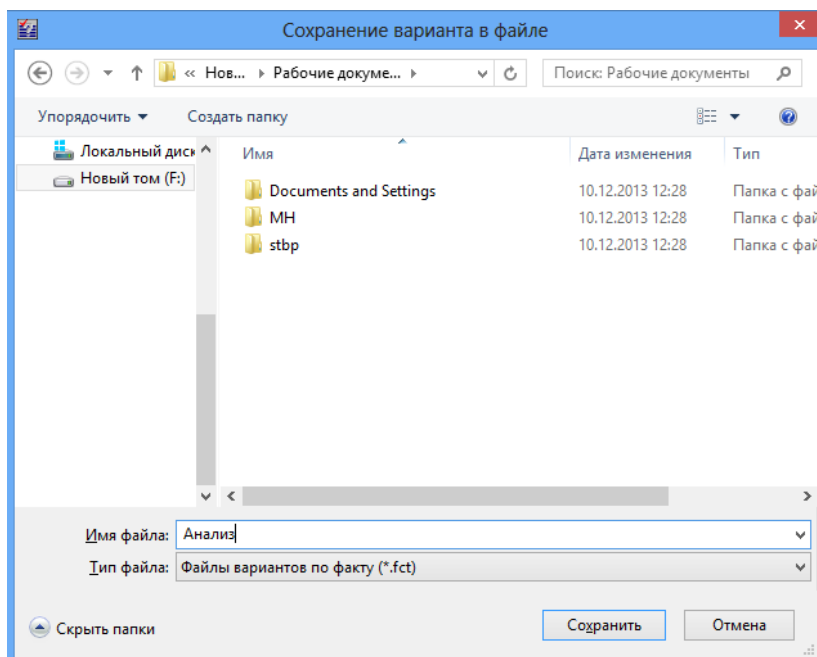 Сохранение варианта в файле
« Нов... Рабочие докуме...
Поиск: Рабочие документы
Упорядочить Создать папку
Локальный диск
Новый том (F:)
Имя Дата изменения Тип
Documents and Settings 10.12.2013 12:28 Папка с фай
МН 10.12.2013 12:28 Папка с фай
stbp 10.12.2013 12:28 Папка с фай
Имя файла: Анализ
Тип файла: Файлы вариантов по факту (*.fct)
Скрыть папки
Сохранить Отмена